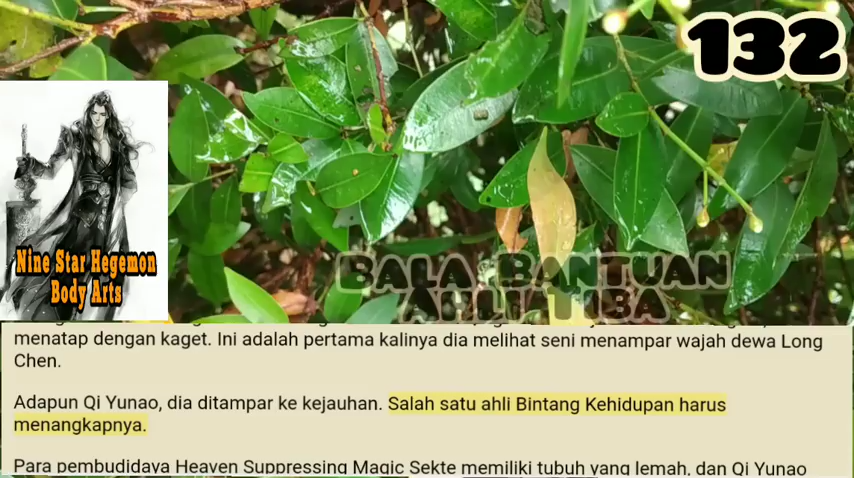 132
Nine Star Hegemon
Body Arts
BALA BANTUAN
AHLI TIBA
menatap dengan kaget. Ini adalah pertama kalinya dia melihat seni menampar wajah dewa Long
Chen.
Adapun Qi Yunao, dia ditampar ke kejauhan. Salah satu ahli Bintang Kehidupan harus
menangkapnya.
Para pembudidaya Heaven Suppressing Magic Sekte memiliki tubuh yang lemah, dan Qi Yunao